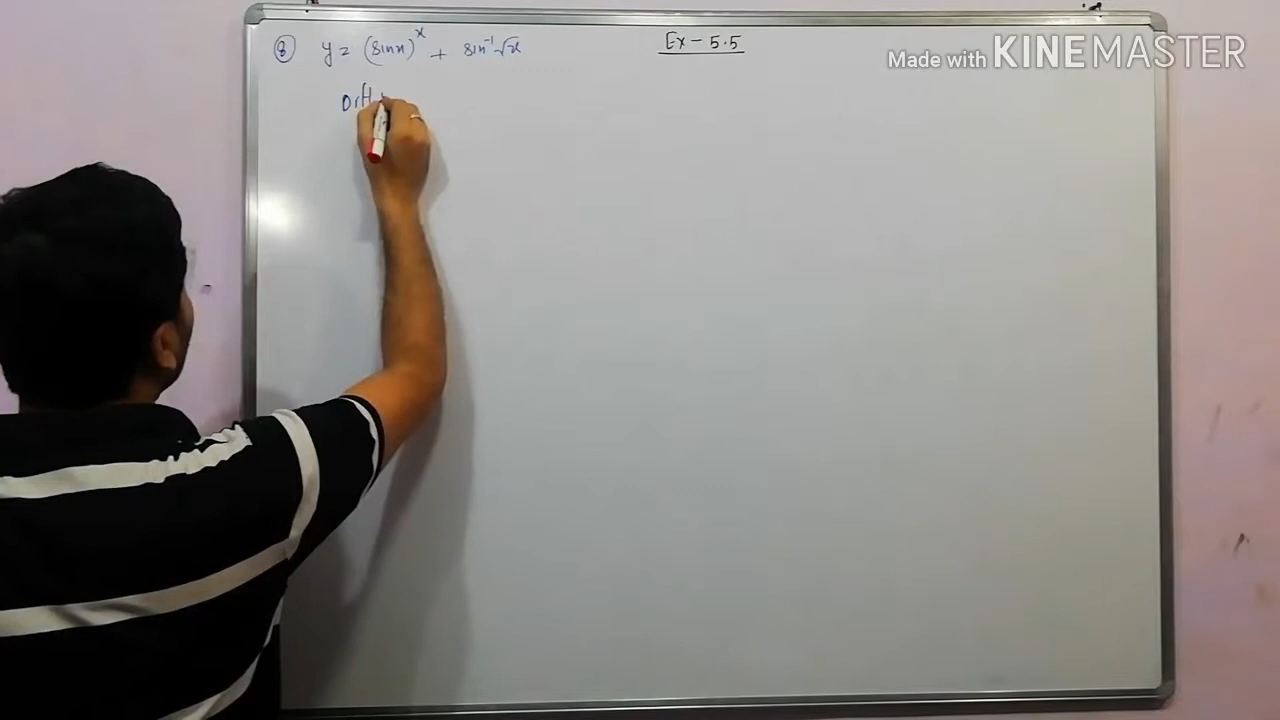 Ex - 5.5
Made with KINEMASTER
⑧ y = (sinx)^x + sin⁻¹√x